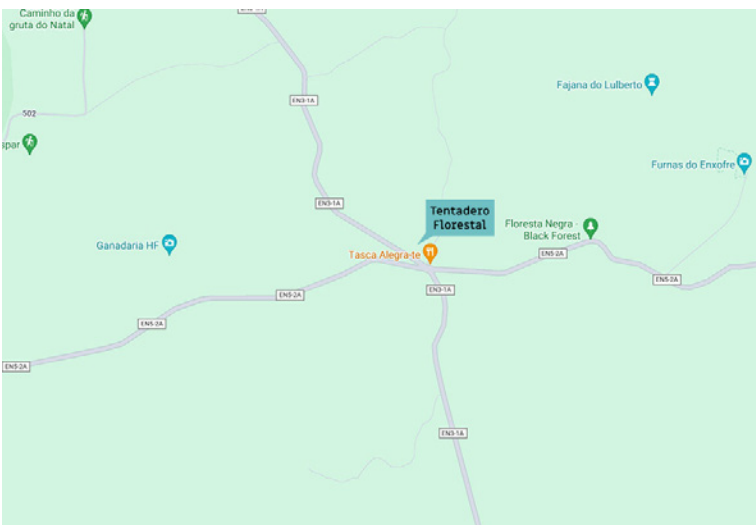 Caminho da
gruta do Natal
EN3-1A
502
spar
Fajana do Lulberto
Furnas do Enxofre
EN3-1A
Tentadero
Florestal
Floresta Negra -
Black Forest
Ganadaria HF
Tasca Alegra-te
EN5-2A
EN5-2A
EN3-1A
EN5-2A
EN5-2A
EN5-2A
EN3-1A